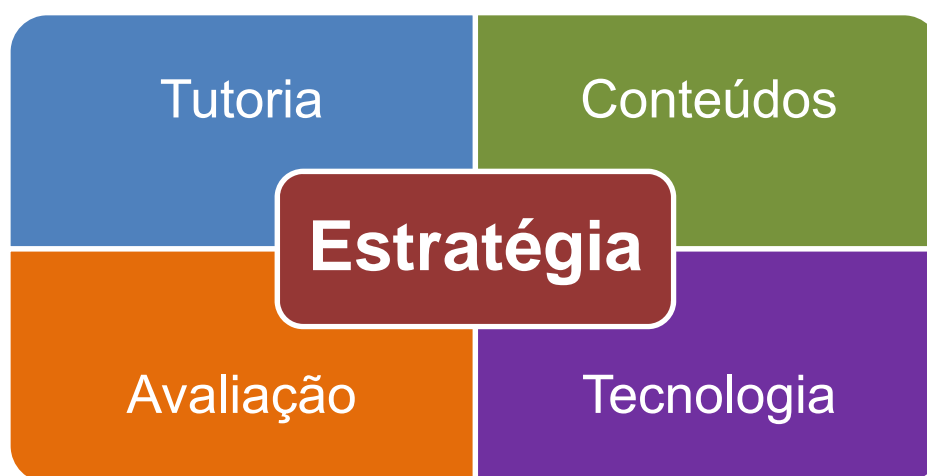 Tutoria
Conteúdos
Estratégia
Avaliação
Tecnologia